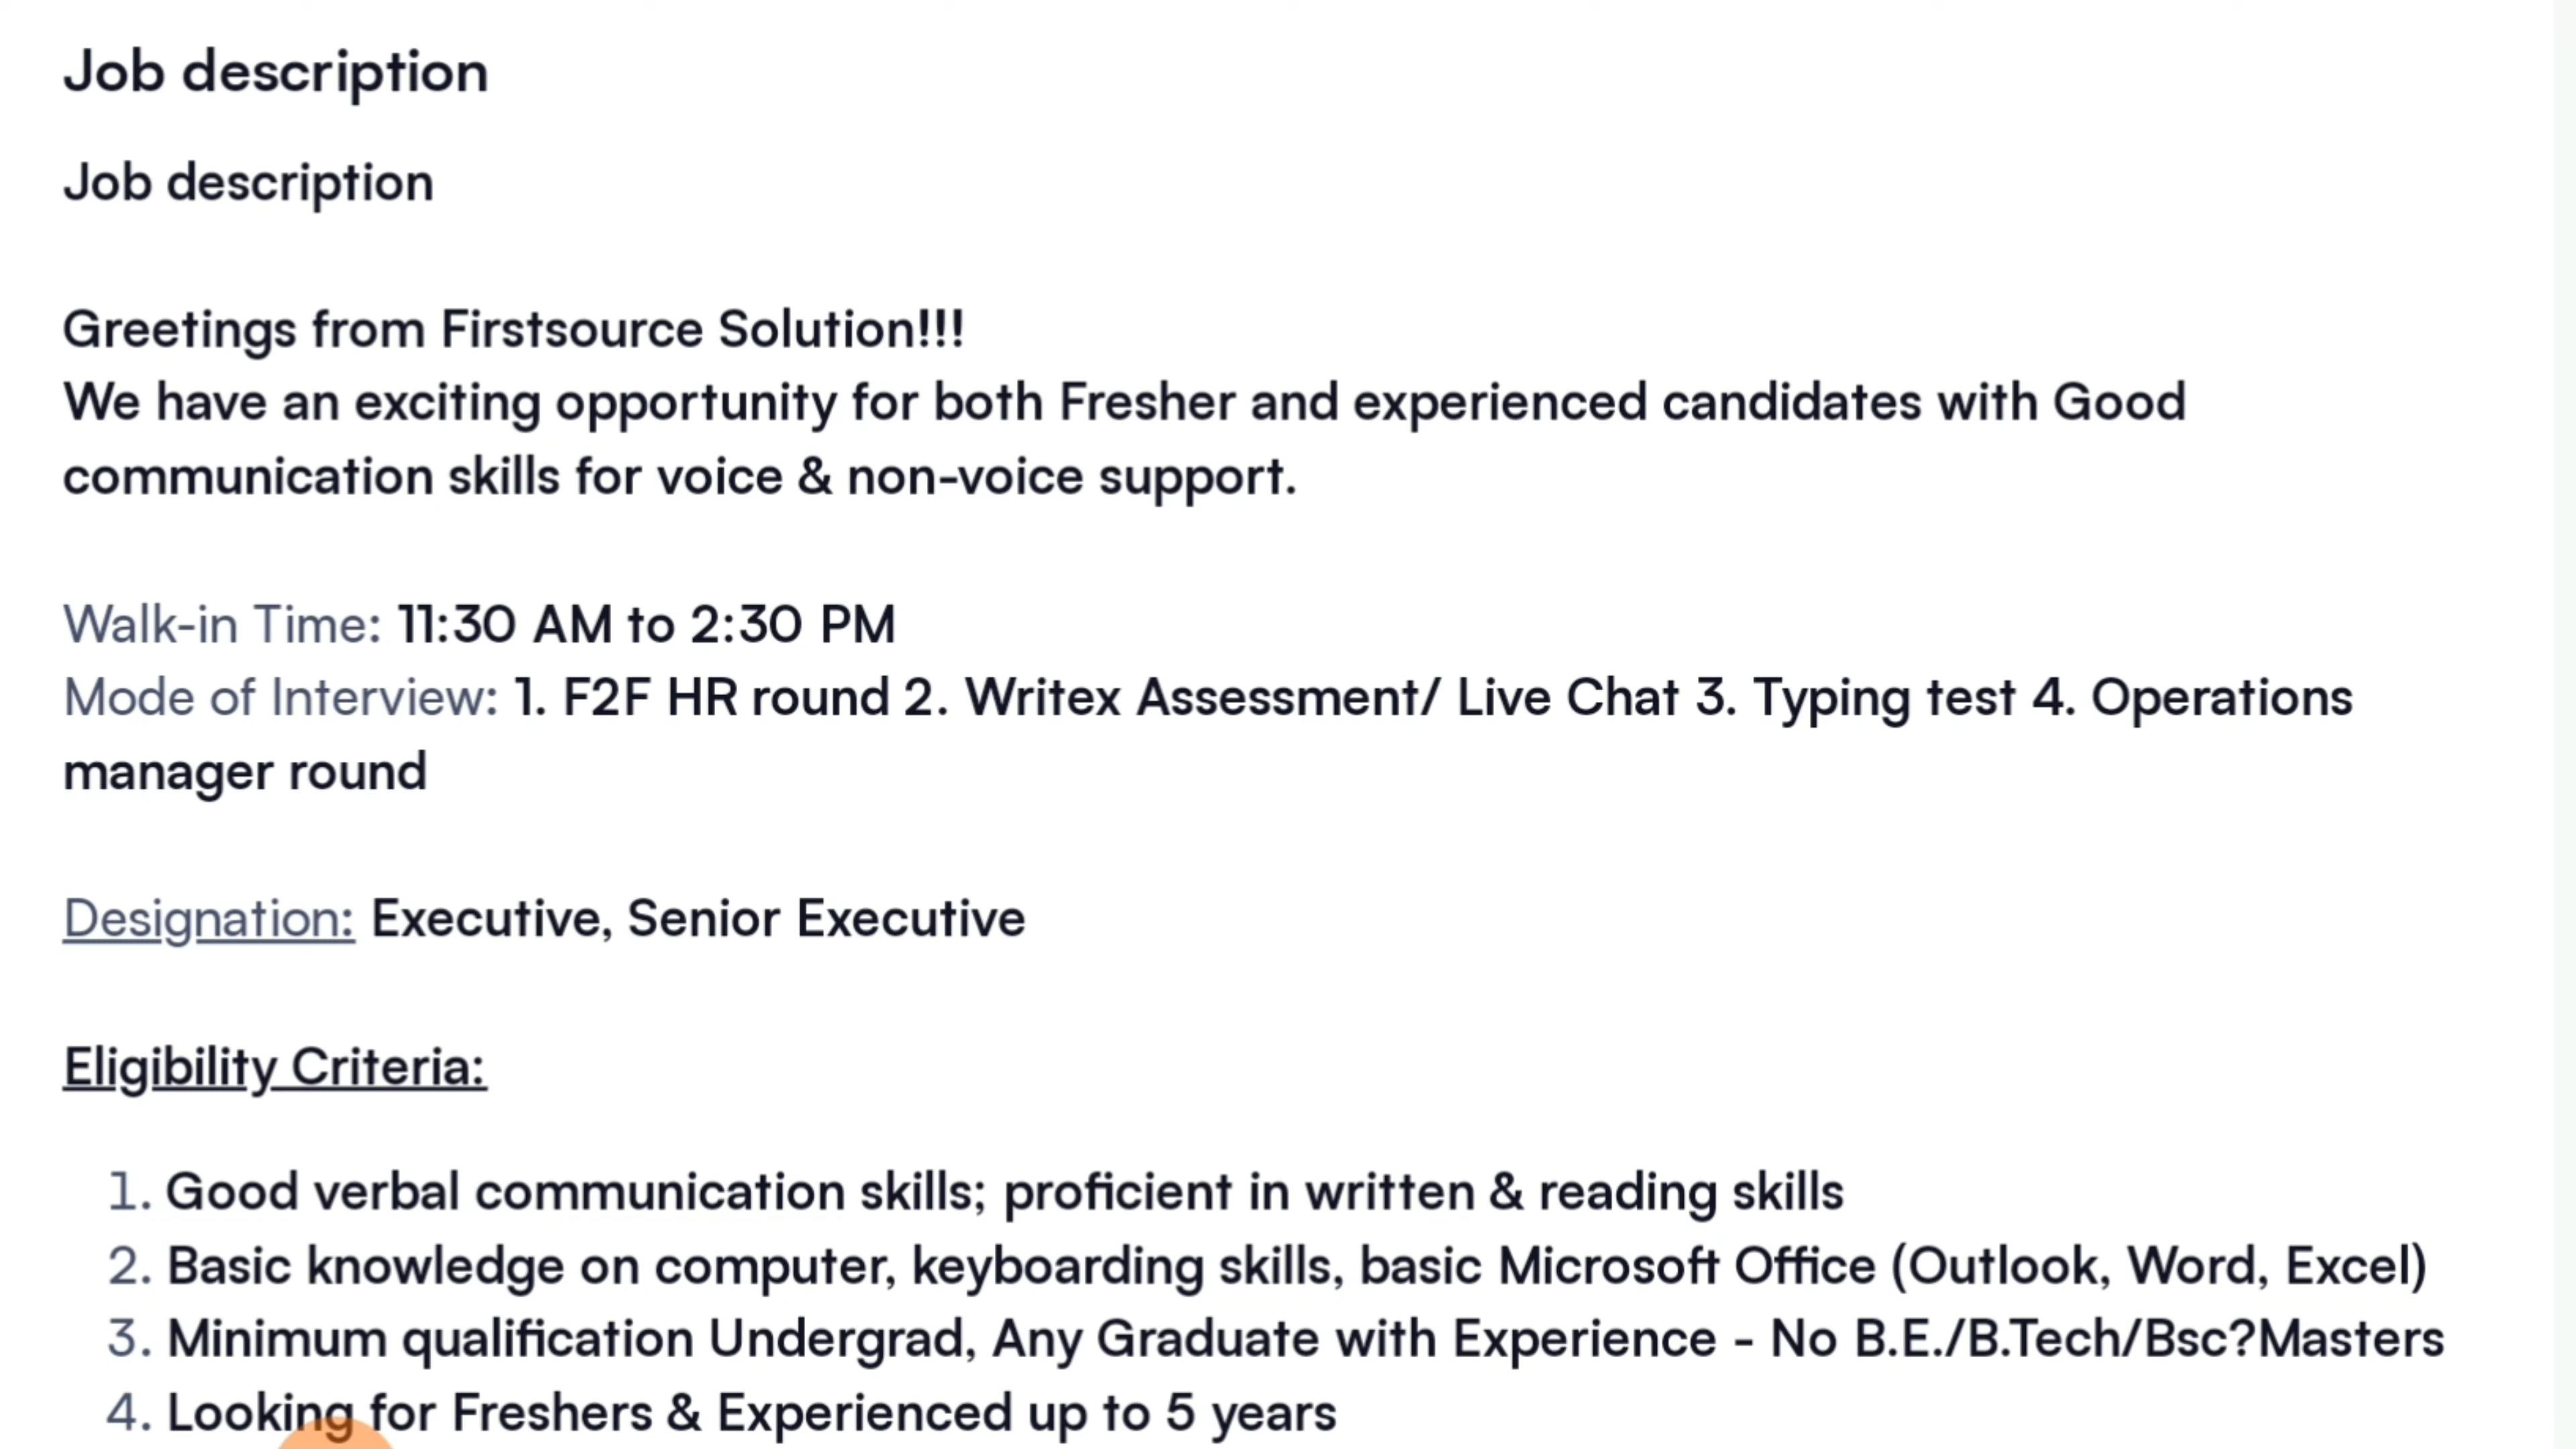 Job description
Job description
Greetings from Firstsource Solution!!!
We have an exciting opportunity for both Fresher and experienced candidates with Good
communication skills for voice & non-voice support.
Walk-in Time: 11:30 AM to 2:30 PM
Mode of Interview: 1. F2F HR round 2. Writex Assessment/ Live Chat 3. Typing test 4. Operations
manager round
Designation: Executive, Senior Executive
Eligibility Criteria:
1. Good verbal communication skills; proficient in written & reading skills
2. Basic knowledge on computer, keyboarding skills, basic Microsoft Office (Outlook, Word, Excel)
3. Minimum qualification Undergrad, Any Graduate with Experience - No B.E./B.Tech/Bsc?Masters
4. Looking for Freshers & Experienced up to 5 years